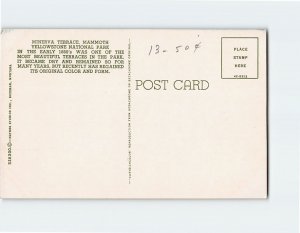 MINERVA TERRACE, MAMMOTH
YELLOWSTONE NATIONAL PARK
IN THE EARLY 1880'S WAS ONE OF THE
MOST BEAUTIFUL TERRACES IN THE PARK.
IT BECAME DRY AND REMAINED SO FOR
MANY YEARS, BUT RECENTLY HAS REGAINED
ITS ORIGINAL COLOR AND FORM.
13-50¢
PLACE
STAMP
HERE
POST CARD